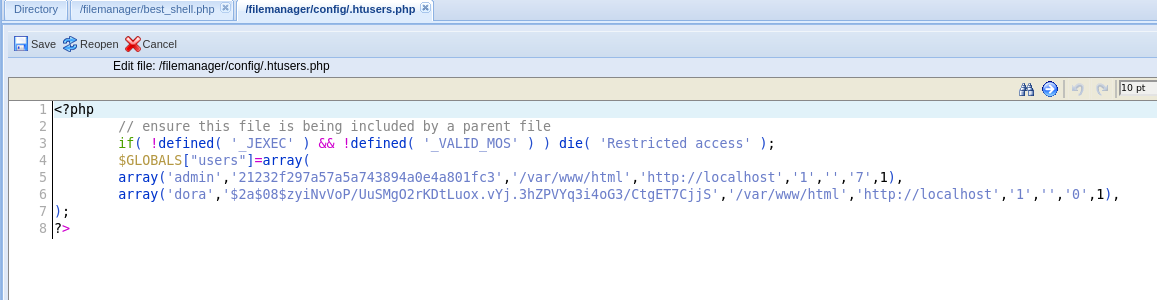 Directory /filemanager/best_shell.php /filemanager/config/.htusers.php
Save Reopen Cancel
Edit file: /filemanager/config/.htusers.php
10 pt
1 <?php
2 // ensure this file is being included by a parent file
3 if( !defined( '_JEXEC' ) && !defined( '_VALID_MOS' ) ) die( 'Restricted access' );
4 $GLOBALS["users"]=array(
5 array('admin','21232f297a57a5a743894a0e4a801fc3','/var/www/html','http://localhost','1','','7',1),
6 array('dora','$2a$08$zyiNvVoP/UuSMgO2rKDtLuox.vYj.3hZPVYq3i4oG3/CtgET7CjjS','/var/www/html','http://localhost','1','','0',1),
7 );
8 ?>